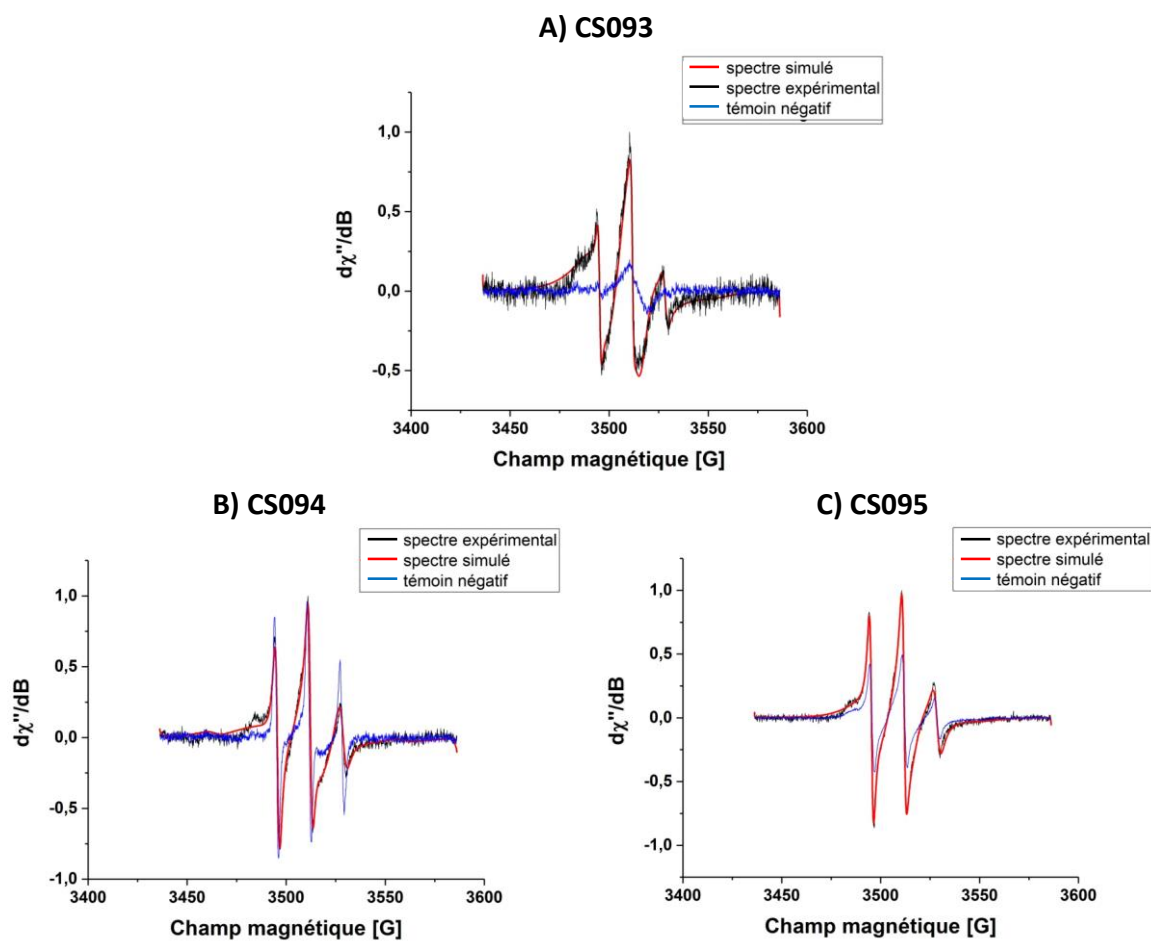 A) CS093
spectre simulé
spectre expérimental
témoin négatif
1,0
0,5
0,0
-0,5
dχ"/dB
3400
3450
3500
3550
3600
Champ magnétique [G]
B) CS094
spectre expérimental
spectre simulé
témoin négatif
1,0
0,5
0,0
-0,5
-1,0
dχ"/dB
3400
3450
3500
3550
3600
Champ magnétique [G]
C) CS095
spectre expérimental
spectre simulé
témoin négatif
1,0
0,5
0,0
-0,5
-1,0
dχ"/dB
3400
3450
3500
3550
3600
Champ magnétique [G]